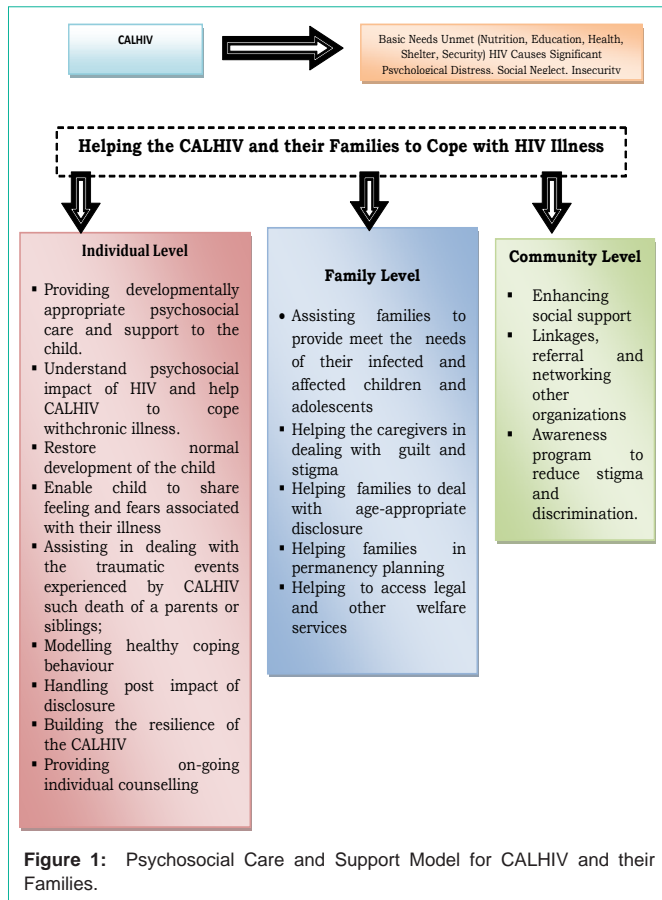 CALHIV
Basic Needs Unmet (Nutrition, Education, Health,
Shelter, Security) HIV Causes Significant
Psychological Distress, Social Neglect, Insecurity
Helping the CALHIV and their Families to Cope with HIV Illness
Individual Level
▪ Providing developmentally
appropriate psychosocial
care and support to the
child.
▪ Understand psychosocial
impact of HIV and help
CALHIV to cope
withchronic illness.
▪ Restore normal
development of the child
▪ Enable child to share
feeling and fears associated
with their illness
▪ Assisting in dealing with
the traumatic events
experienced by CALHIV
such death of a parents or
siblings;
▪ Modelling healthy coping
behaviour
▪ Handling post impact of
disclosure
▪ Building the resilience of
the CALHIV
▪ Providing on-going
individual counselling
Family Level
• Assisting families to
provide meet the needs
of their infected and
affected children and
adolescents
▪ Helping the caregivers in
dealing with guilt and
stigma
▪ Helping families to deal
with age-appropriate
disclosure
▪ Helping families in
permanency planning
▪ Helping to access legal
and other welfare
services
Community Level
▪ Enhancing
social support
▪ Linkages,
referral and
networking
other
organizations
▪ Awareness
program to
reduce stigma
and
discrimination.
Figure 1: Psychosocial Care and Support Model for CALHIV and their
Families.